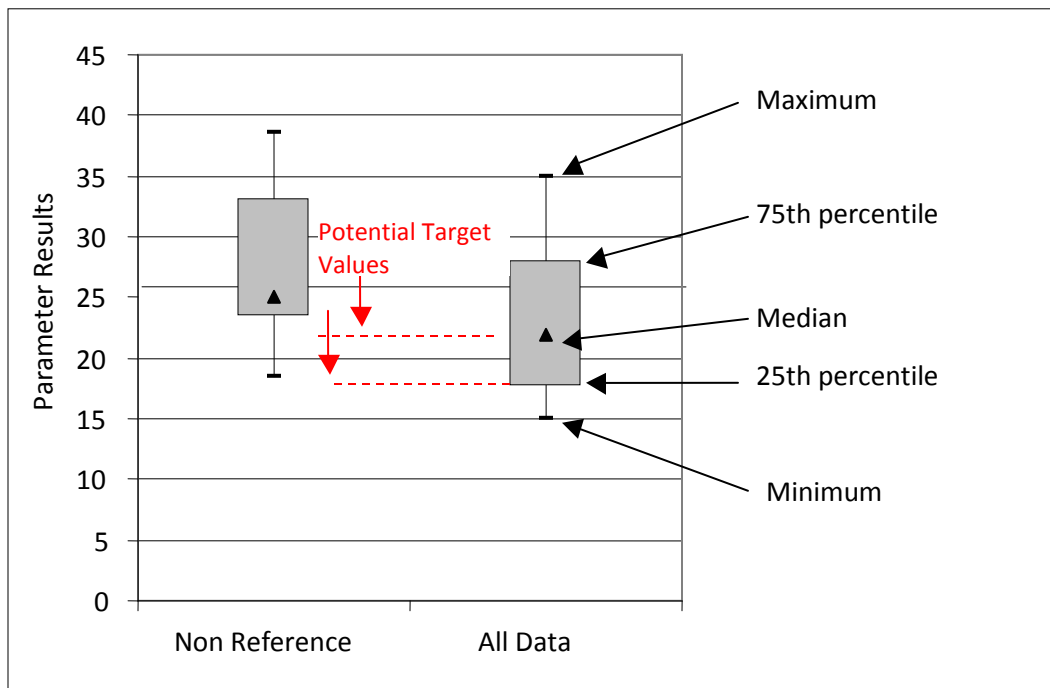 45
40
35
30
25
20
15
10
5
0
Parameter Results
Potential Target
Values
Maximum
75th percentile
Median
25th percentile
Minimum
Non Reference
All Data